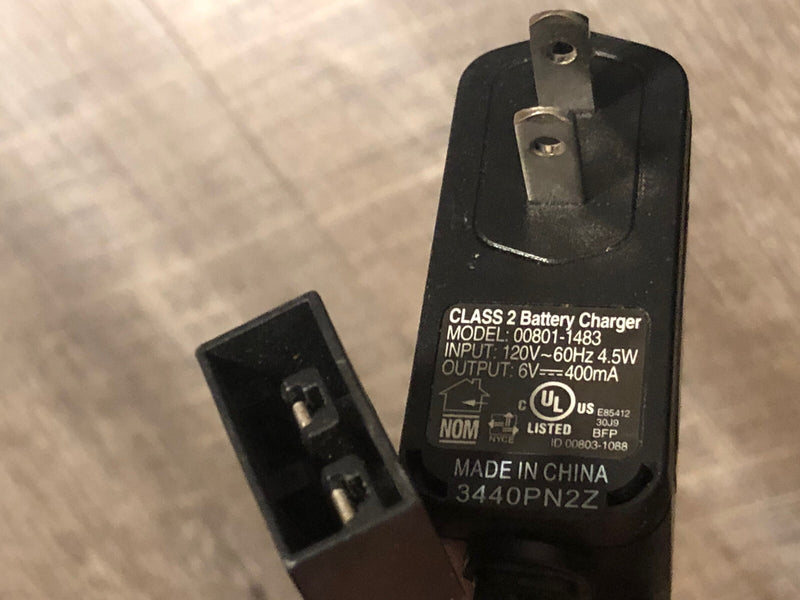 CLASS 2 Battery Charger
MODEL: 00801-1483
INPUT: 120V~60Hz 4.5W
OUTPUT: 6V⎓400mA
C UL US E85412
30J9
NOM NYCE LISTED BFP
ID 00803-1088
MADE IN CHINA
3440PN2Z